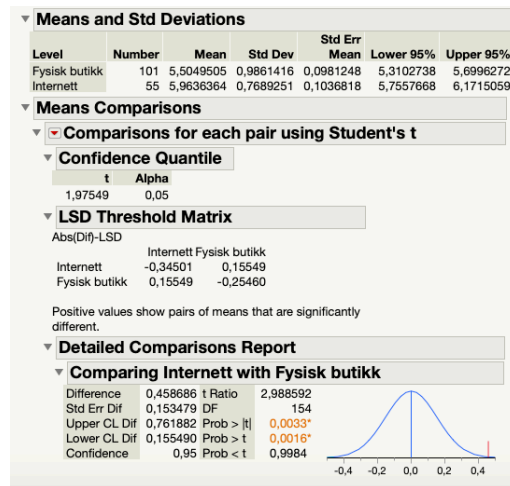 Means and Std Deviations
Std Err
Level Number Mean Std Dev Mean Lower 95% Upper 95%
Fysisk butikk 101 5,5049505 0,9861416 0,0981248 5,3102738 5,6996272
Internett 55 5,9636364 0,7689251 0,1036818 5,7557668 6,1715059
Means Comparisons
Comparisons for each pair using Student's t
Confidence Quantile
t Alpha
1,97549 0,05
LSD Threshold Matrix
Abs(Dif)-LSD
Internett Fysisk butikk
Internett -0,34501 0,15549
Fysisk butikk 0,15549 -0,25460
Positive values show pairs of means that are significantly
different.
Detailed Comparisons Report
Comparing Internett with Fysisk butikk
Difference 0,458686 t Ratio 2,988592
Std Err Dif 0,153479 DF 154
Upper CL Dif 0,761882 Prob > |t| 0,0033*
Lower CL Dif 0,155490 Prob > t 0,0016*
Confidence 0,95 Prob < t 0,9984
-0,4 -0,2 0,0 0,2 0,4